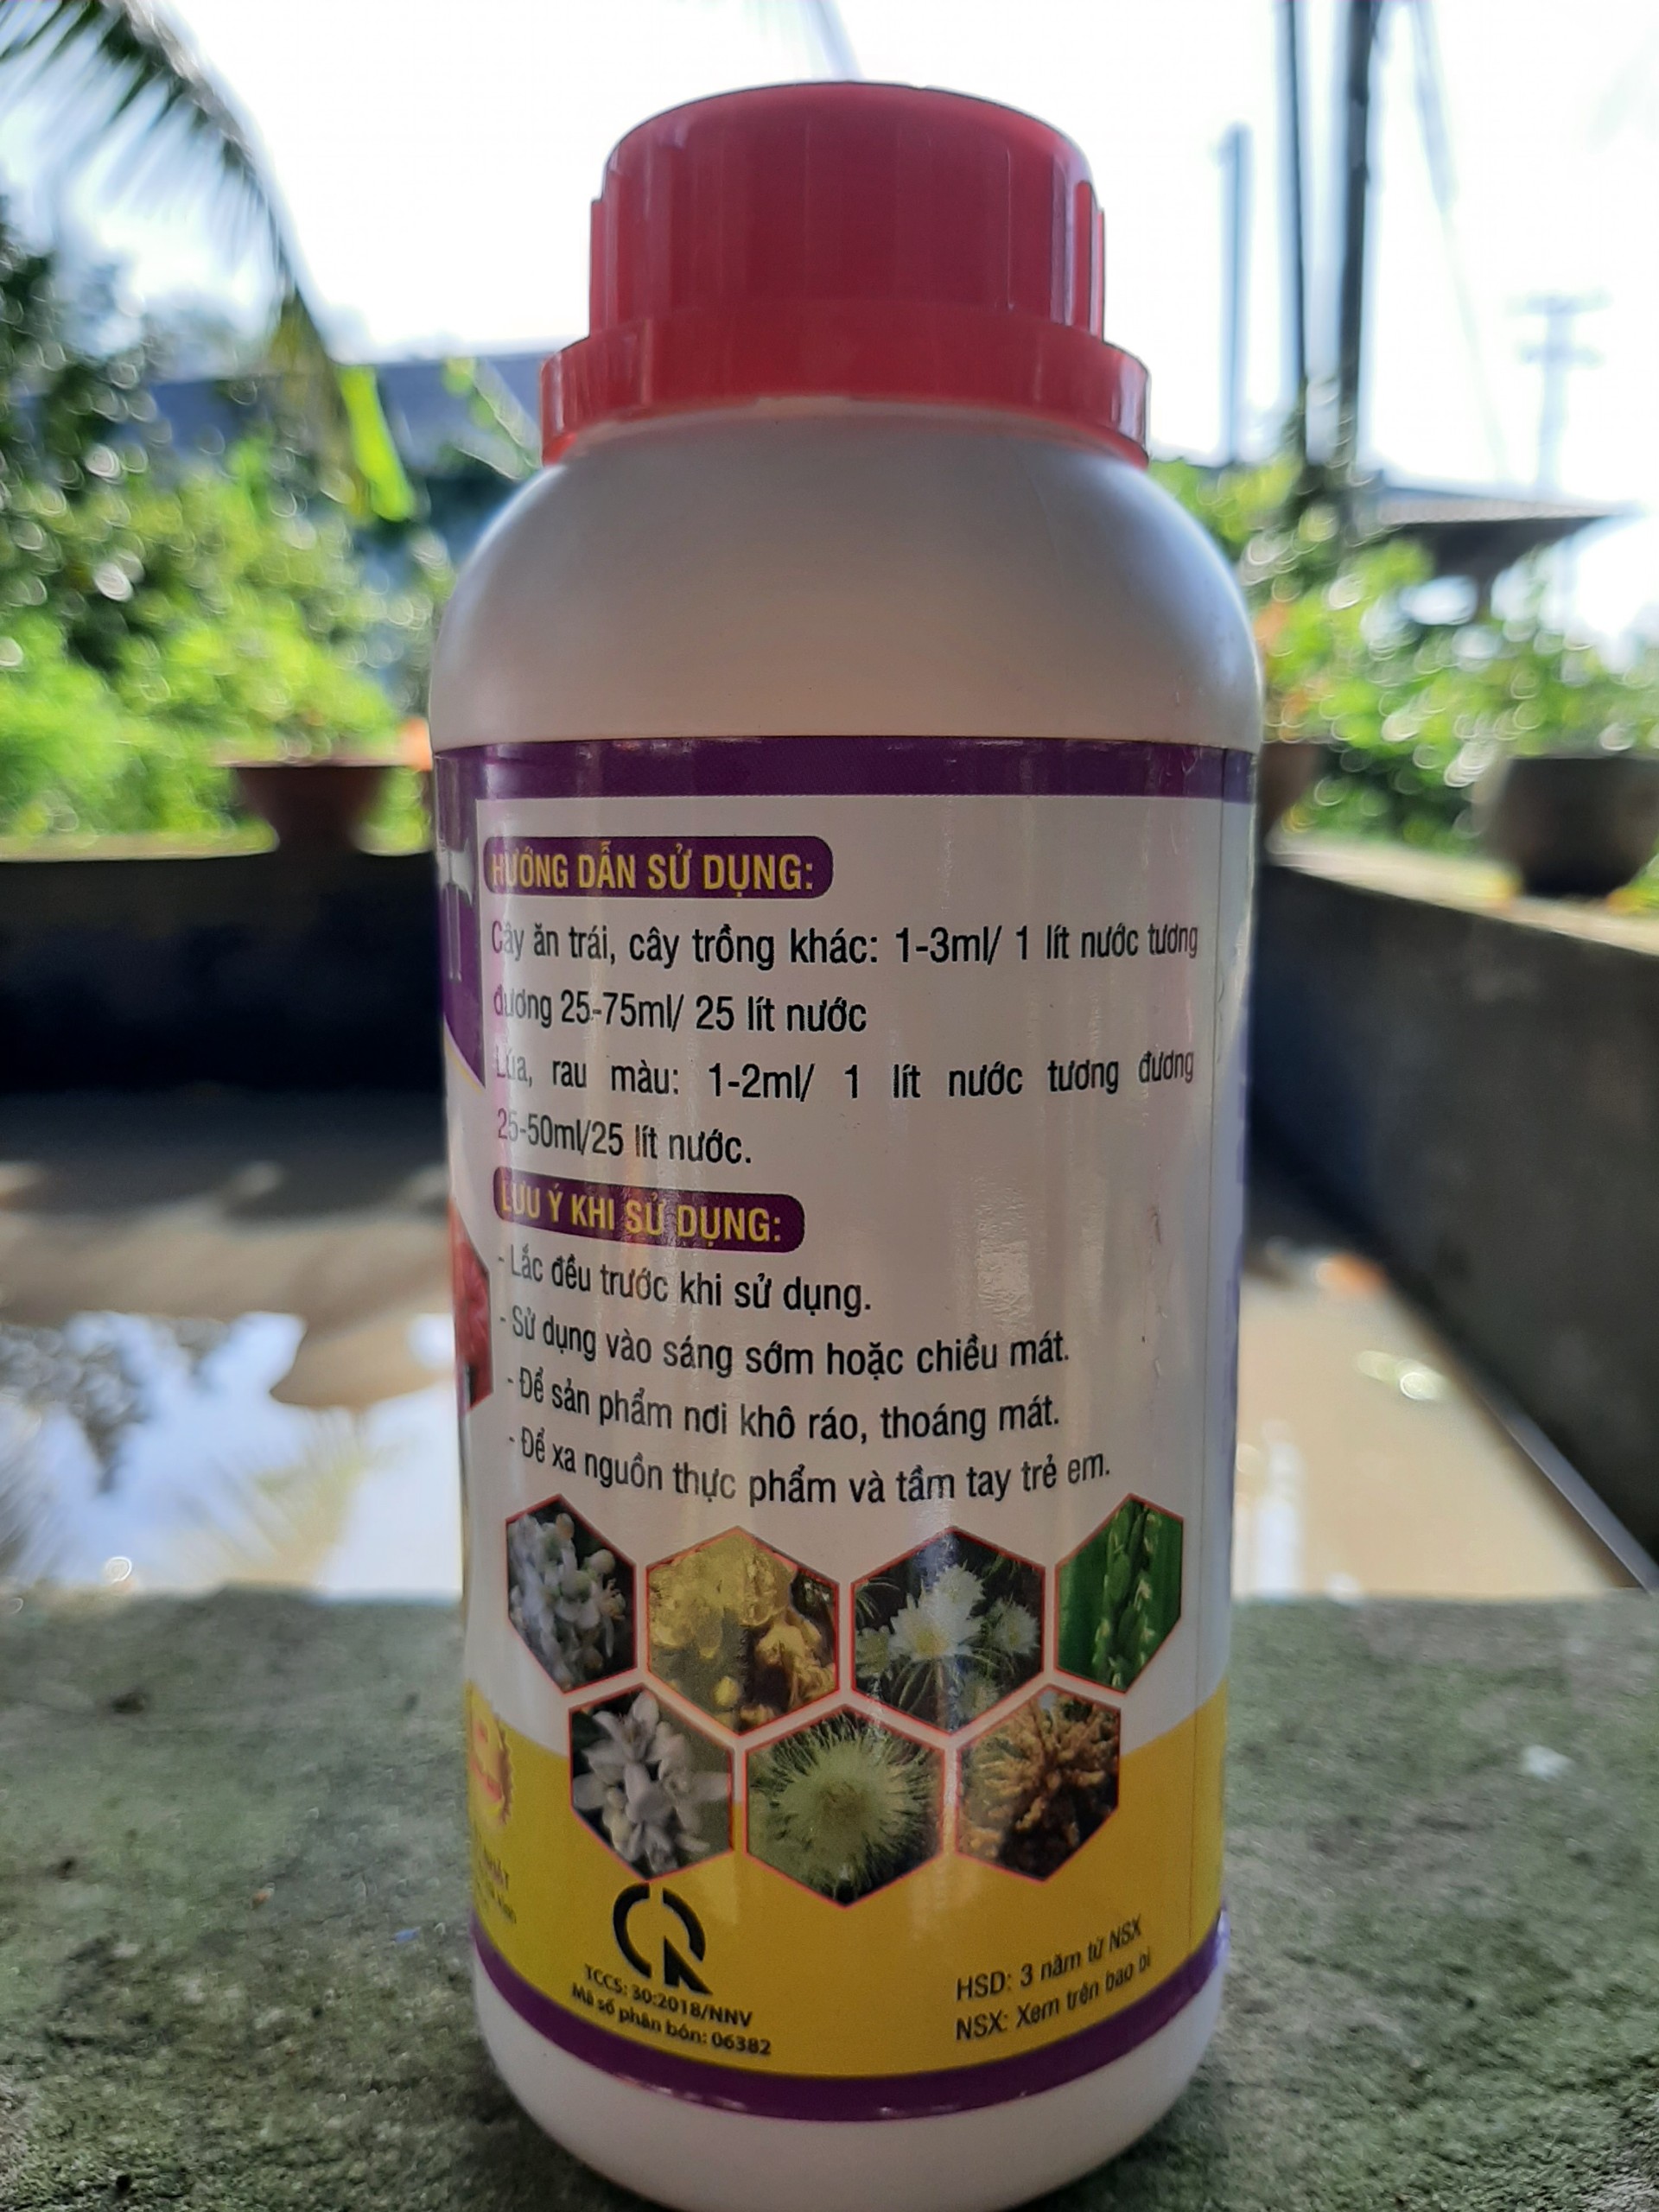 HƯỚNG DẪN SỬ DỤNG:
Cây ăn trái, cây trồng khác: 1-3ml/ 1 lít nước tương
đương 25-75ml/ 25 lít nước
Lúa, rau màu: 1-2ml/ 1 lít nước tương đương
25-50ml/25 lít nước.
LƯU Ý KHI SỬ DỤNG:
- Lắc đều trước khi sử dụng.
- Sử dụng vào sáng sớm hoặc chiều mát.
- Để sản phẩm nơi khô ráo, thoáng mát.
- Để xa nguồn thực phẩm và tầm tay trẻ em.
TCCS: 30:2018/NNV
Mã số phân bón: 06382
HSD: 3 năm từ NSX
NSX: Xem trên bao bì